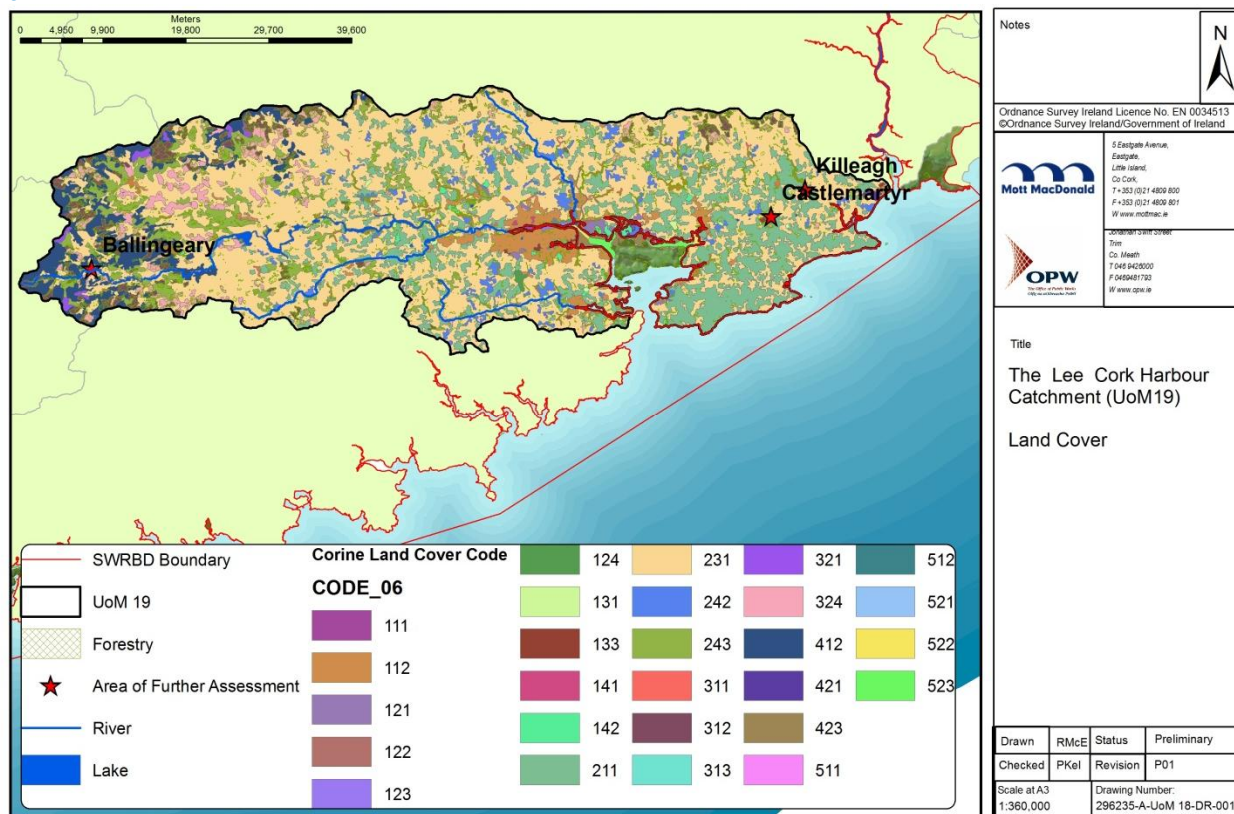 Meters
0 4,950 9,900 19,800 29,700 39,600
Killeagh
Castlemartyr
Ballingeary
SWRBD Boundary
UoM 19
Forestry
Area of Further Assessment
River
Lake
Corine Land Cover Code
CODE_06
111
112
121
122
123
124
131
133
141
142
211
231
242
243
311
312
313
321
324
412
421
423
511
512
521
522
523
Notes
N
Ordnance Survey Ireland Licence No. EN 0034513
©Ordnance Survey Ireland/Government of Ireland
Mott MacDonald
5 Eastgate Avenue,
Eastgate,
Little Island,
Co Cork,
T +353 (0)21 4809 800
F +353 (0)21 4809 801
W www.mottmac.ie
OPW
The Office of Public Works
Jonathan Swift Street
Trim
Co. Meath
T 046 9426000
F 0469481793
W www.opw.ie
Title
The Lee Cork Harbour
Catchment (UoM19)
Land Cover
Drawn RMcE Status Preliminary
Checked PKel Revision P01
Scale at A3
1:360,000
Drawing Number:
296235-A-UoM 18-DR-001